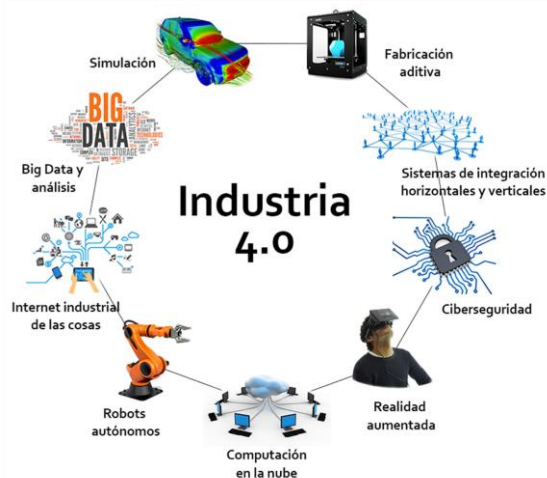 Simulación
Fabricación
aditiva
BIG
DATA
Big Data y
análisis
Sistemas de integración
horizontales y verticales
Industria
4.0
Internet industrial
de las cosas
Ciberseguridad
Robots
autónomos
Realidad
aumentada
Computación
en la nube